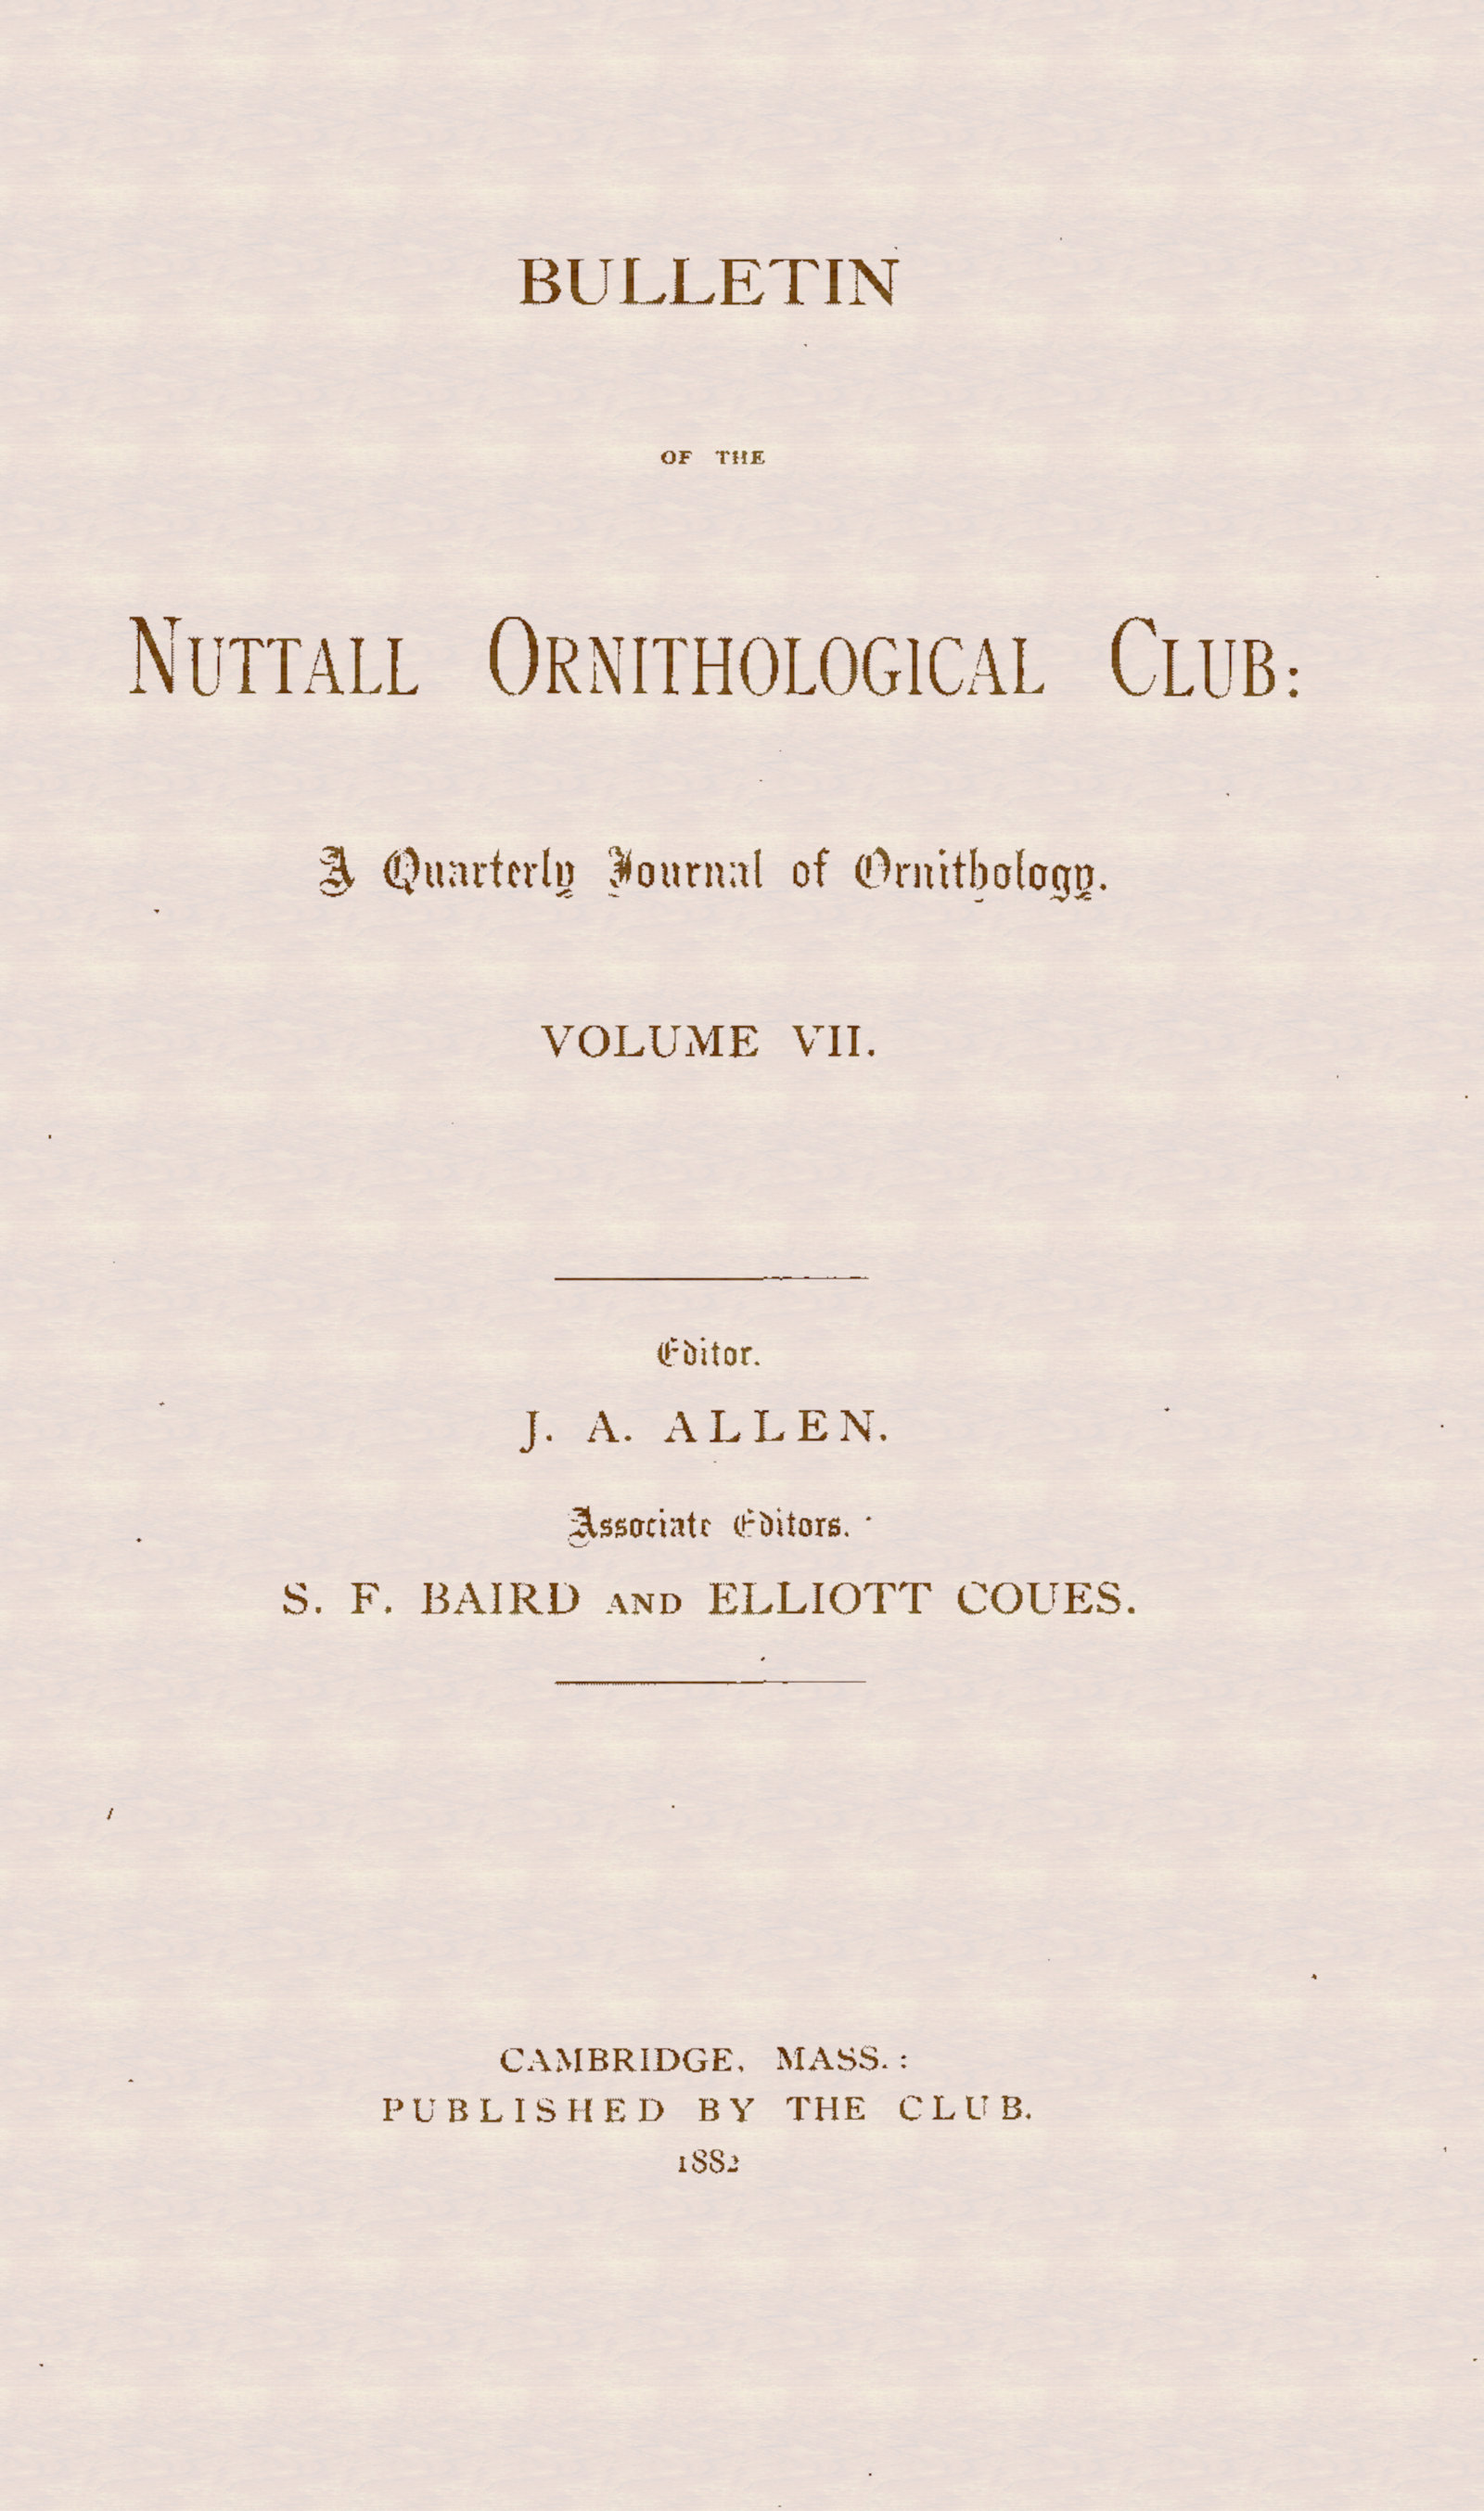 BULLETIN
OF THE
NUTTALL ORNITHOLOGICAL CLUB:
A Quarterly Journal of Ornithology.
VOLUME VII.
Editor.
J. A. ALLEN.
Associate Editors.
S. F. BAIRD AND ELLIOTT COUES.
CAMBRIDGE, MASS.:
PUBLISHED BY THE CLUB.
1882